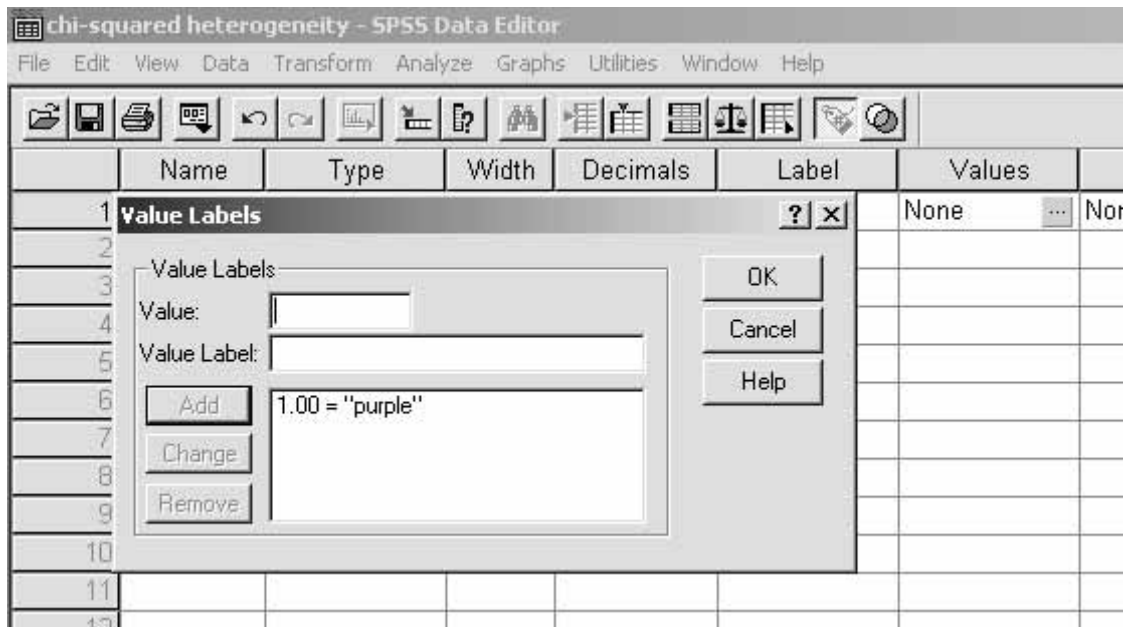 chi-squared heterogeneity - SPSS Data Editor
File Edit View Data Transform Analyze Graphs Utilities Window Help
Name Type Width Decimals Label Values
1 Value Labels None ... Nor
2
Value Labels OK
3
Value:
4 Cancel
Value Label:
5
Help
6 Add 1.00 = "purple"
7 Change
8
Remove
9
10
11
12